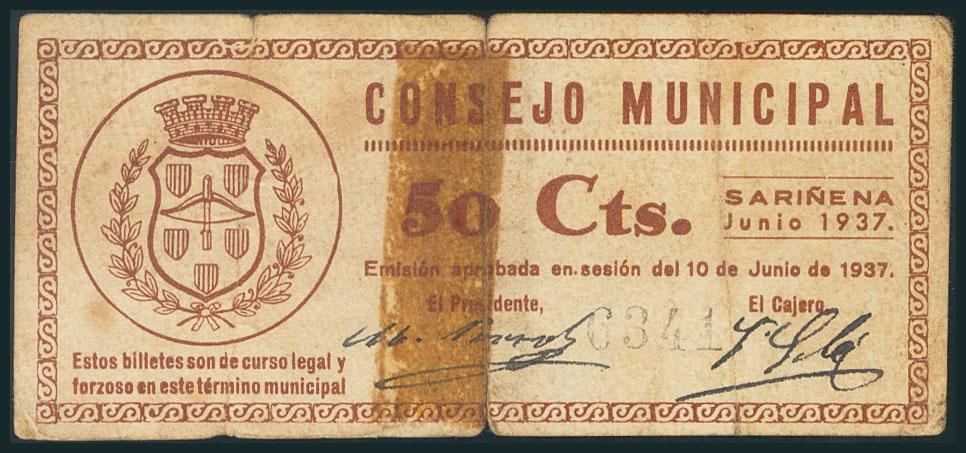 CONSEJO MUNICIPAL
50 Cts.
SARIÑENA
Junio 1937.
Emisión aprobada en sesión del 10 de Junio de 1937.
El Presidente,
El Cajero,
C3411
Estos billetes son de curso legal y
forzoso en este término municipal